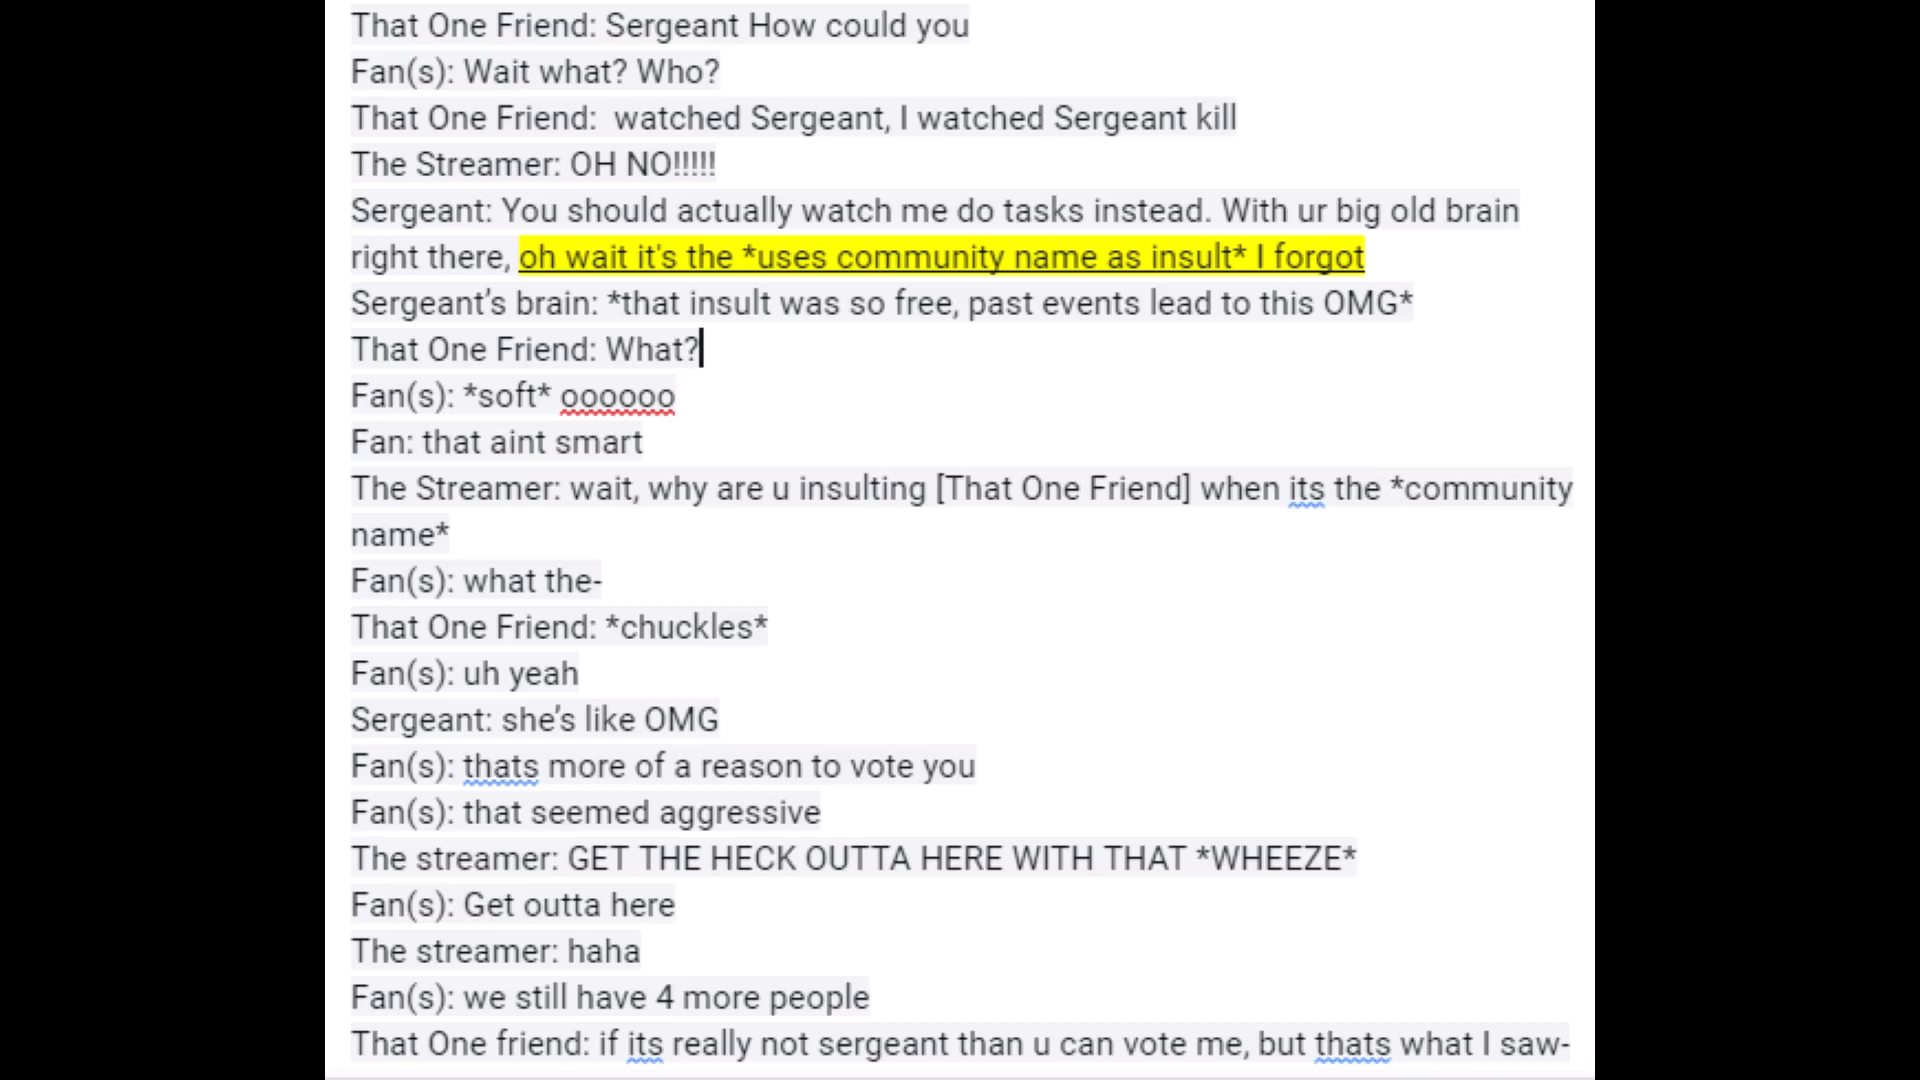 That One Friend: Sergeant How could you
Fan(s): Wait what? Who?
That One Friend:  watched Sergeant, I watched Sergeant kill
The Streamer: OH NO!!!!!
Sergeant: You should actually watch me do tasks instead. With ur big old brain
right there, oh wait it's the *uses community name as insult* I forgot
Sergeant’s brain: *that insult was so free, past events lead to this OMG*
That One Friend: What?
Fan(s): *soft* oooooo
Fan: that aint smart
The Streamer: wait, why are u insulting [That One Friend] when its the *community
name*
Fan(s): what the-
That One Friend: *chuckles*
Fan(s): uh yeah
Sergeant: she’s like OMG
Fan(s): thats more of a reason to vote you
Fan(s): that seemed aggressive
The streamer: GET THE HECK OUTTA HERE WITH THAT *WHEEZE*
Fan(s): Get outta here
The streamer: haha
Fan(s): we still have 4 more people
That One friend: if its really not sergeant than u can vote me, but thats what I saw-